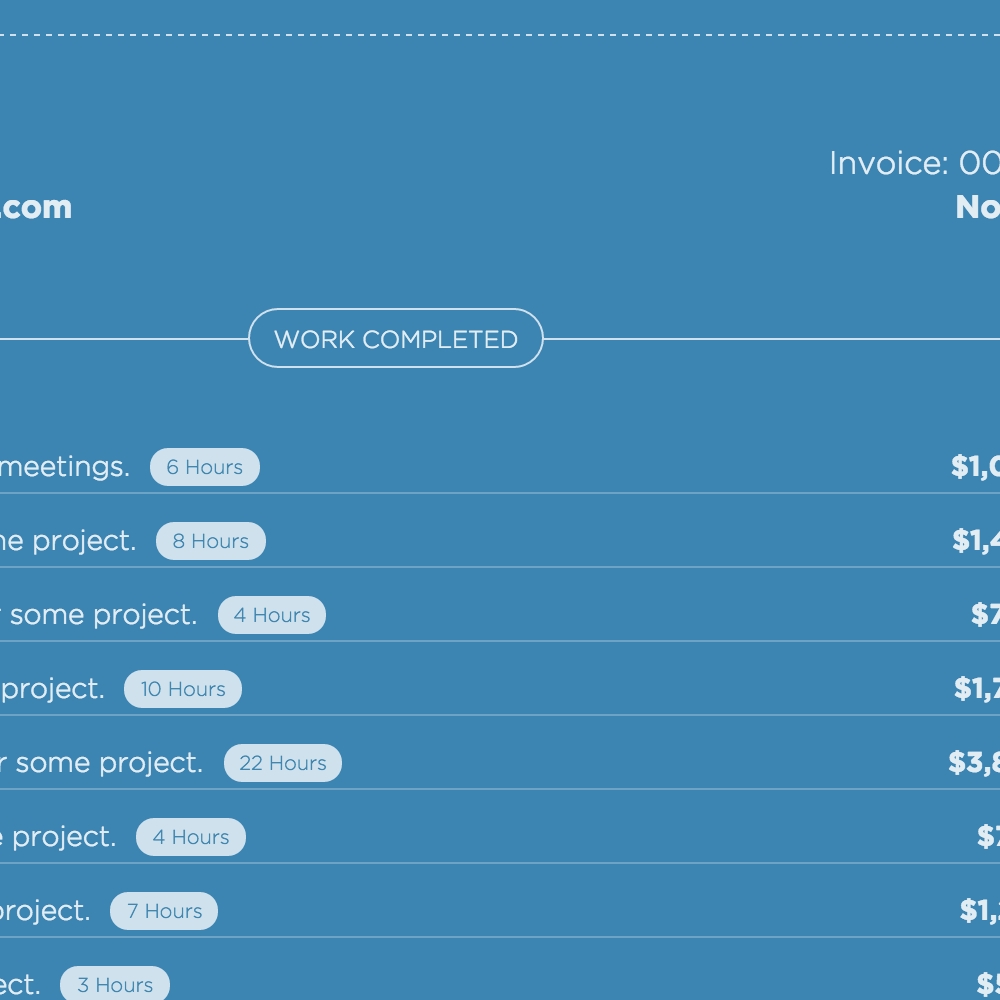 Invoice: 00
.com No
WORK COMPLETED
meetings. 6 Hours $1,0
project. 8 Hours $1,4
some project. 4 Hours $7
project. 10 Hours $1,7
some project. 22 Hours $3,8
project. 4 Hours $7
project. 7 Hours $1,2
3 Hours $5